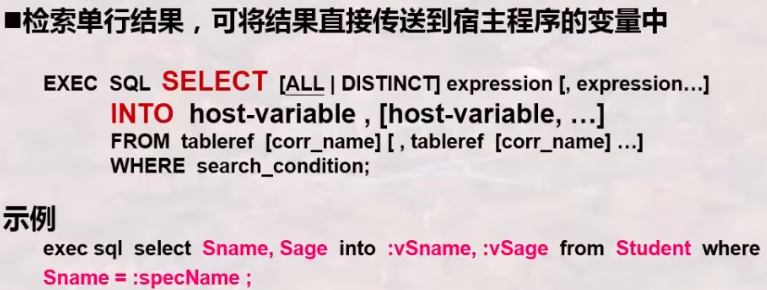 ■检索单行结果，可将结果直接传送到宿主程序的变量中
EXEC SQL SELECT [ALL | DISTINCT] expression [, expression…]
INTO host-variable , [host-variable, …]
FROM tableref [corr_name] [ , tableref [corr_name] …]
WHERE search_condition;
示例
exec sql select Sname, Sage into :vSname, :vSage from Student where
Sname = :specName ;